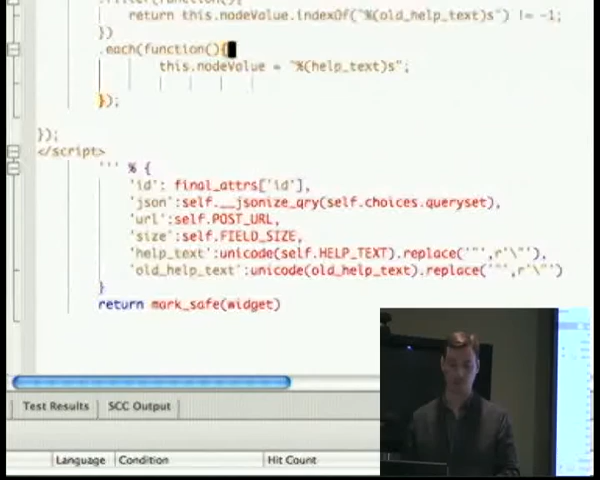 return this.nodeValue.indexOf("%(old_help_text)s") != -1;
})
.each(function(){
this.nodeValue = "%(help_text)s";
});
});
</script>
''' % {
'id': final_attrs['id'],
'json':self.__jsonize_qry(self.choices.queryset),
'url':self.POST_URL,
'size':self.FIELD_SIZE,
'help_text':unicode(self.HELP_TEXT).replace('"',r'\"'),
'old_help_text':unicode(old_help_text).replace('"',r'\"')
}
return mark_safe(widget)
Test Results SCC Output
Language Condition Hit Count